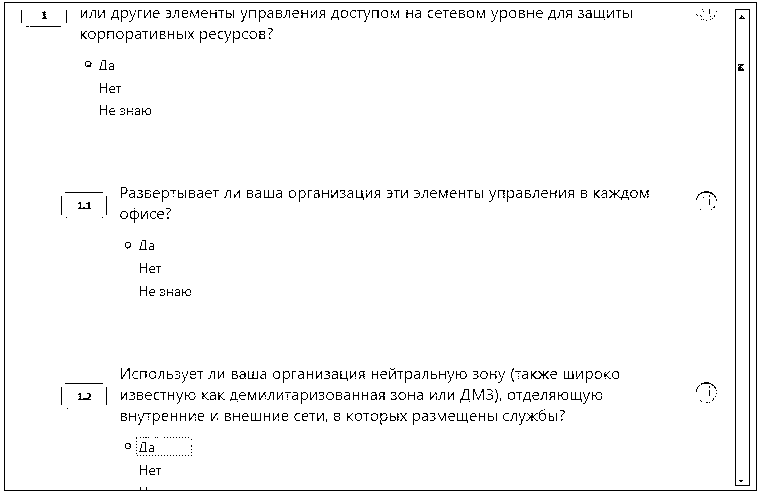 1
или другие элементы управления доступом на сетевом уровне для защиты
корпоративных ресурсов?
Да
Нет
Не знаю
1.1
Развертывает ли ваша организация эти элементы управления в каждом
офисе?
Да
Нет
Не знаю
1.2
Использует ли ваша организация нейтральную зону (также широко
известную как демилитаризованная зона или ДМЗ), отделяющую
внутренние и внешние сети, в которых размещены службы?
Да
Нет